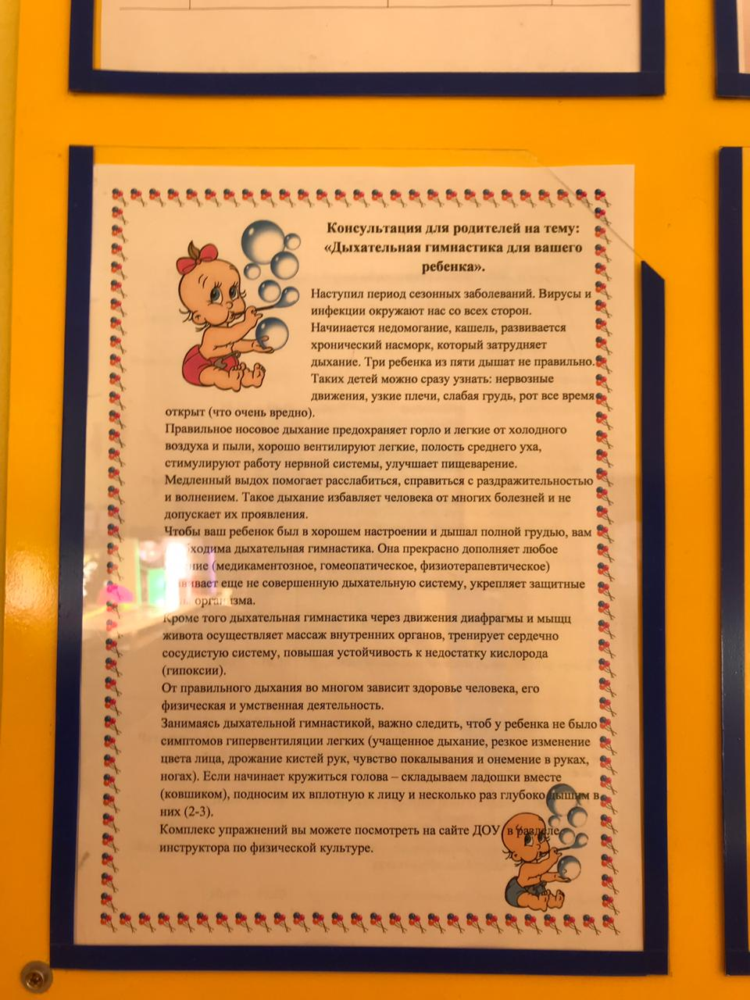 Консультация для родителей на тему:
«Дыхательная гимнастика для вашего
ребенка».
Наступил период сезонных заболеваний. Вирусы и
инфекции окружают нас со всех сторон.
Начинается недомогание, кашель, развивается
хронический насморк, который затрудняет
дыхание. Три ребенка из пяти дышат не правильно.
Таких детей можно сразу узнать: нервозные
движения, узкие плечи, слабая грудь, рот все время
открыт (что очень вредно).
Правильное носовое дыхание предохраняет горло и легкие от холодного
воздуха и пыли, хорошо вентилируют легкие, полость среднего уха,
стимулируют работу нервной системы, улучшает пищеварение.
Медленный выдох помогает расслабиться, справиться с раздражительностью
и волнением. Такое дыхание избавляет человека от многих болезней и не
допускает их проявления.
Чтобы ваш ребенок был в хорошем настроении и дышал полной грудью, вам
дыхательная гимнастика. Она прекрасно дополняет любое
(медикаментозное, гомеопатическое, физиотерапевтическое)
еще не совершенную дыхательную систему, укрепляет защитные
организма.
Кроме того дыхательная гимнастика через движения диафрагмы и мыщц
живота осуществляет массаж внутренних органов, тренирует сердечно
сосудистую систему, повышая устойчивость к недостатку кислорода
(гипоксии).
От правильного дыхания во многом зависит здоровье человека, его
физическая и умственная деятельность.
Занимаясь дыхательной гимнастикой, важно следить, чтоб у ребенка не было
симптомов гипервентиляции легких (учащенное дыхание, резкое изменение
цвета лица, дрожание кистей рук, чувство покалывания и онемение в руках,
ногах). Если начинает кружиться голова – складываем ладошки вместе
(ковшиком), подносим их вплотную к лицу и несколько раз глубоко дышим в
них (2-3).
Комплекс упражнений вы можете посмотреть на сайте ДОУ в разделе
инструктора по физической культуре.